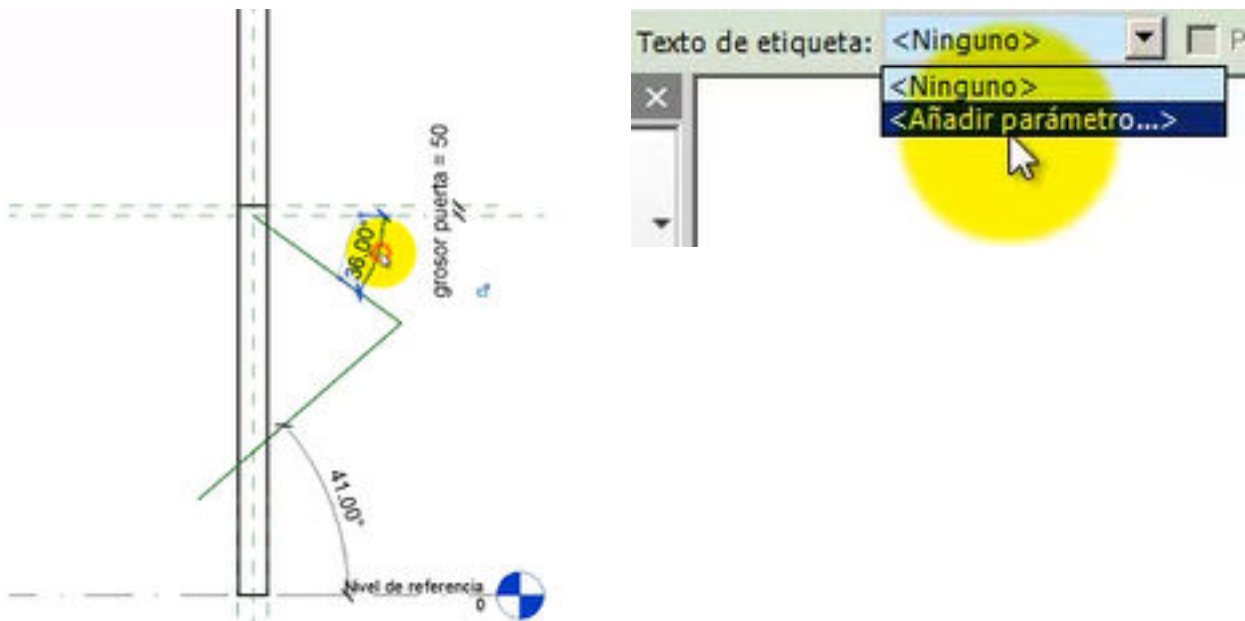 grosor puerta = 50
36.00°
41.00°
Nivel de referencia
0
Texto de etiqueta: <Ninguno> P
<Ninguno>
<Añadir parámetro...>